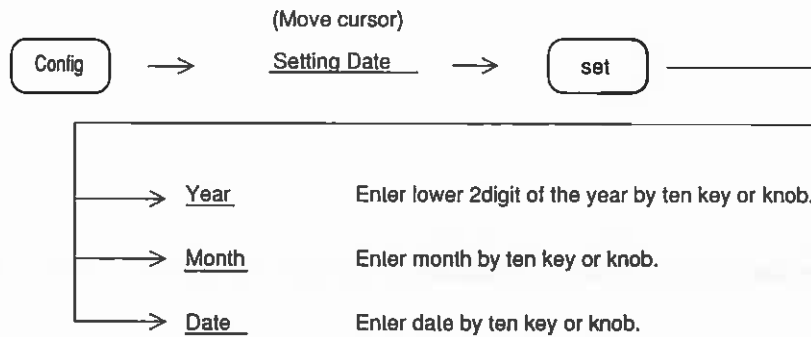 (Move cursor)
Config Setting Date set
Year Enter lower 2digit of the year by ten key or knob.
Month Enter month by ten key or knob.
Date Enter date by ten key or knob.